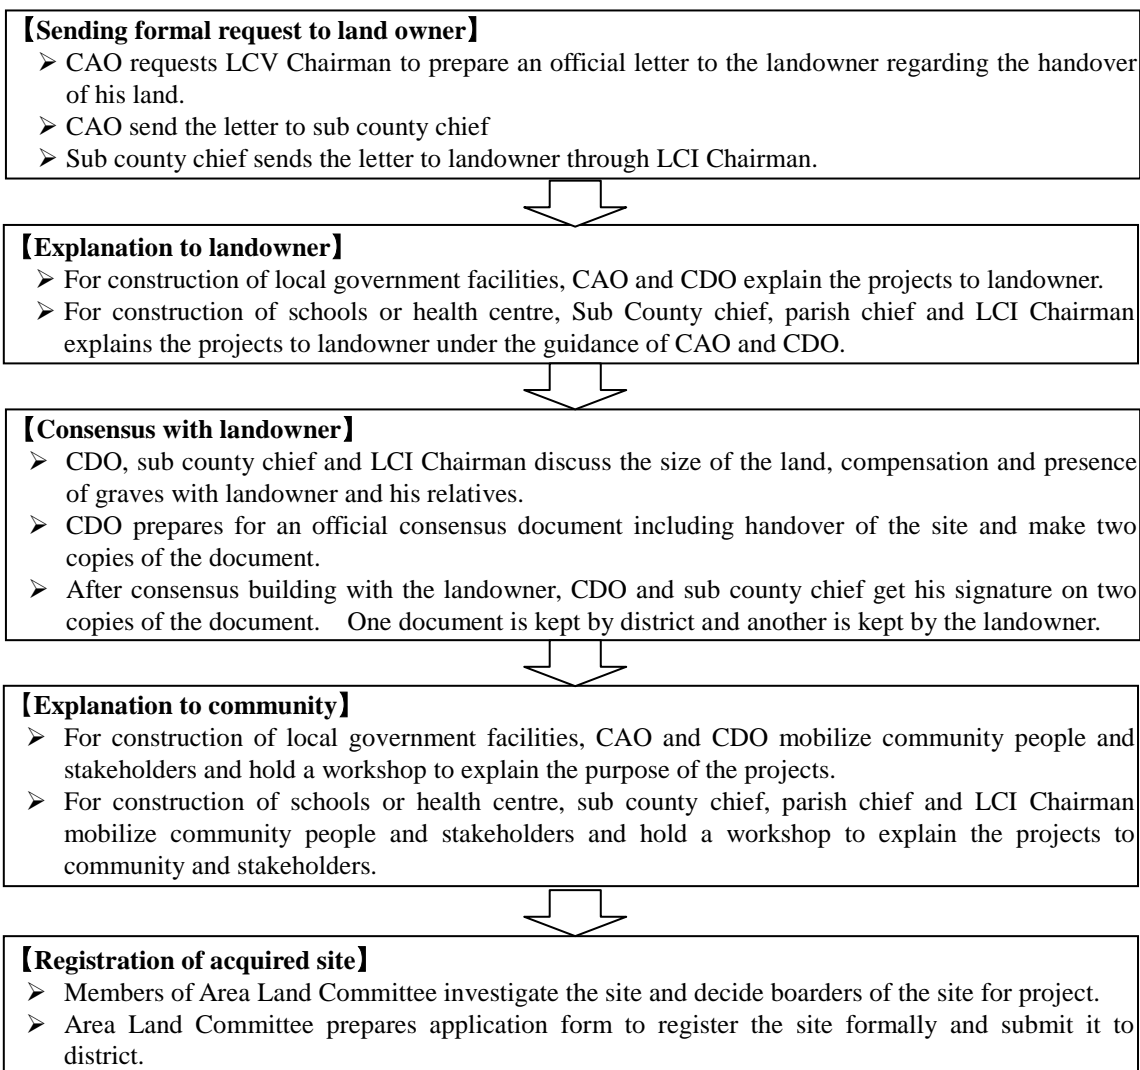 【Sending formal request to land owner】
➢ CAO requests LCV Chairman to prepare an official letter to the landowner regarding the handover
of his land.
➢ CAO send the letter to sub county chief
➢ Sub county chief sends the letter to landowner through LCI Chairman.
【Explanation to landowner】
➢ For construction of local government facilities, CAO and CDO explain the projects to landowner.
➢ For construction of schools or health centre, Sub County chief, parish chief and LCI Chairman
explains the projects to landowner under the guidance of CAO and CDO.
【Consensus with landowner】
➢ CDO, sub county chief and LCI Chairman discuss the size of the land, compensation and presence
of graves with landowner and his relatives.
➢ CDO prepares for an official consensus document including handover of the site and make two
copies of the document.
➢ After consensus building with the landowner, CDO and sub county chief get his signature on two
copies of the document. One document is kept by district and another is kept by the landowner.
【Explanation to community】
➢ For construction of local government facilities, CAO and CDO mobilize community people and
stakeholders and hold a workshop to explain the purpose of the projects.
➢ For construction of schools or health centre, sub county chief, parish chief and LCI Chairman
mobilize community people and stakeholders and hold a workshop to explain the projects to
community and stakeholders.
【Registration of acquired site】
➢ Members of Area Land Committee investigate the site and decide boarders of the site for project.
➢ Area Land Committee prepares application form to register the site formally and submit it to
district.